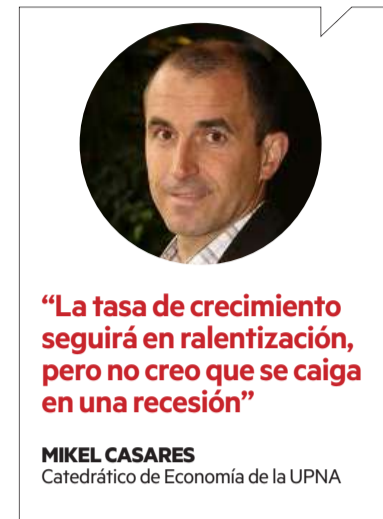 “La tasa de crecimiento
seguirá en ralentización,
pero no creo que se caiga
en una recesión”
MIKEL CASARES
Catedrático de Economía de la UPNA